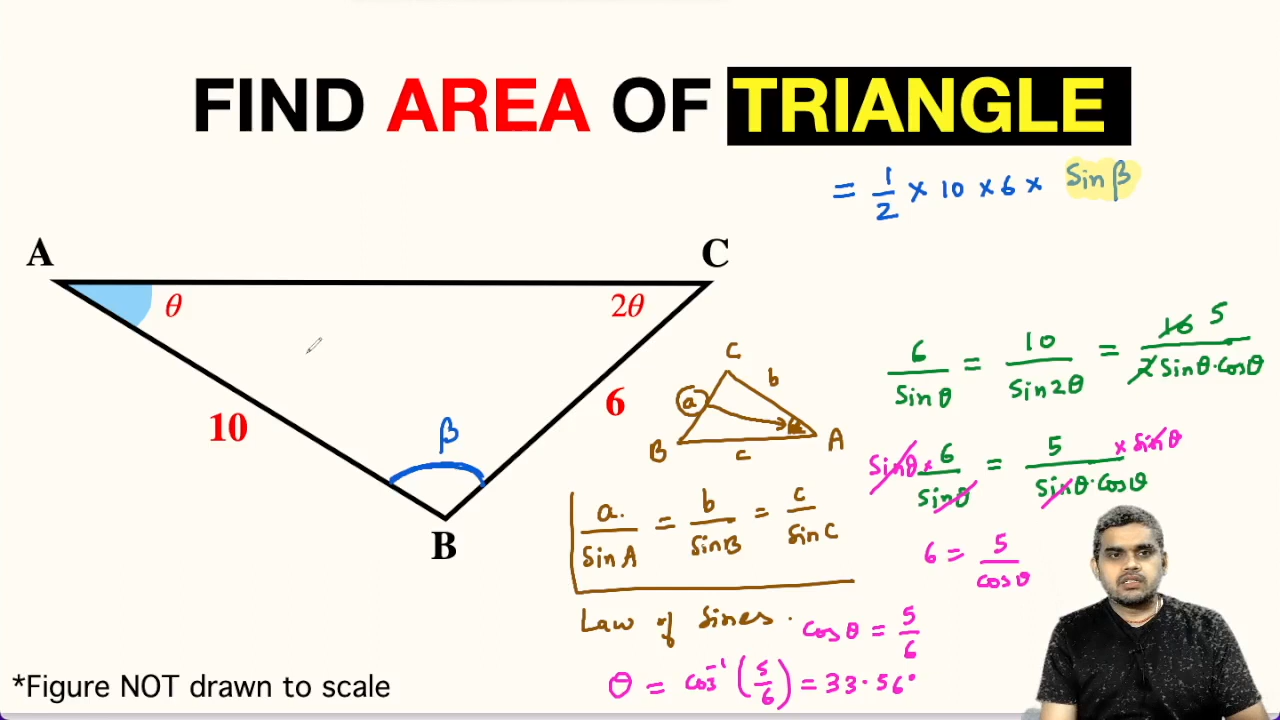 FIND AREA OF TRIANGLE
= 1/2 × 10 × 6 × Sin β
A
C
θ
2θ
10
6
β
B
C
b
a
B
A
c
6/Sin θ = 10/Sin 2θ = 10 5/2 Sin θ · Cos θ
Sin θ × 6/Sin θ = 5/Sin θ · Cos θ × Sin θ
6 = 5/cos θ
a/Sin A = b/Sin B = c/Sin C
Law of Sines.
cos θ = 5/6
θ = cos⁻¹(5/6) = 33.56°
*Figure NOT drawn to scale